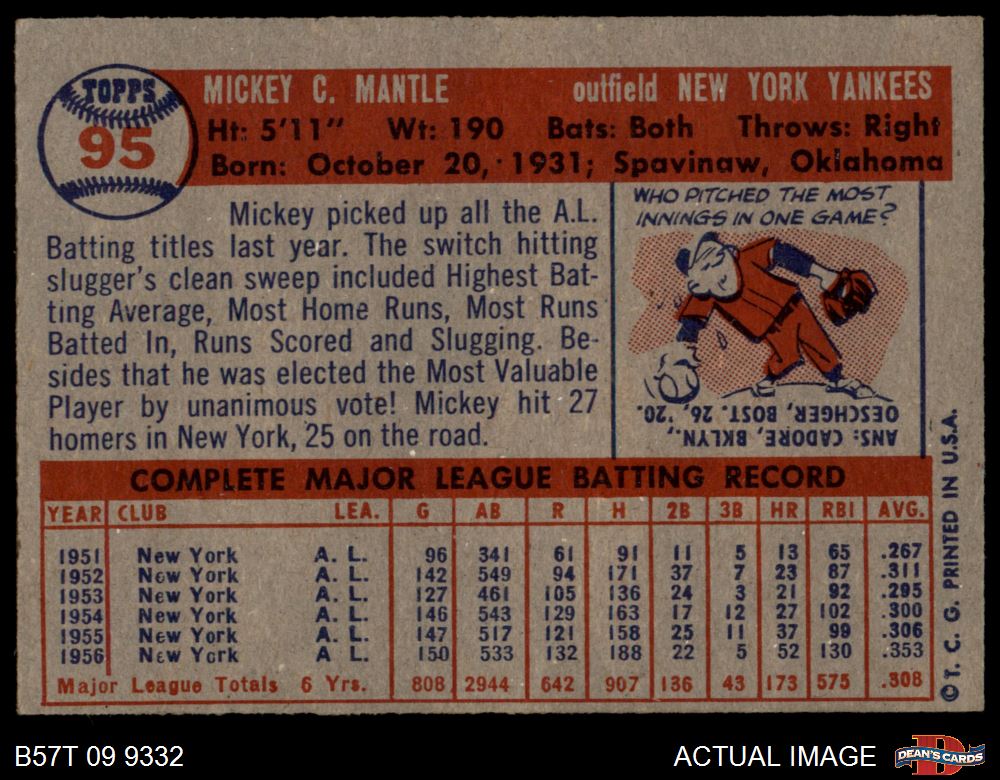 TOPPS
95
MICKEY C. MANTLE outfield NEW YORK YANKEES
Ht: 5'11" Wt: 190 Bats: Both Throws: Right
Born: October 20, 1931; Spavinaw, Oklahoma
Mickey picked up all the A.L.
Batting titles last year. The switch hitting
slugger's clean sweep included Highest Bat-
ting Average, Most Home Runs, Most Runs
Batted In, Runs Scored and Slugging. Be-
sides that he was elected the Most Valuable
Player by unanimous vote! Mickey hit 27
homers in New York, 25 on the road.
WHO PITCHED THE MOST
INNINGS IN ONE GAME?
ANS: CADORE, BKLYN.,
OESCHGER, BOST. 26, '20.
COMPLETE MAJOR LEAGUE BATTING RECORD
YEAR CLUB LEA. G AB R H 2B 3B HR RBI AVG.
1951 New York A. L. 96 341 61 91 11 5 13 65 .267
1952 New York A. L. 142 549 94 171 37 7 23 87 .311
1953 New York A. L. 127 461 105 136 24 3 21 92 .295
1954 New York A. L. 146 543 129 163 17 12 27 102 .300
1955 New York A. L. 147 517 121 158 25 11 37 99 .306
1956 New York A. L. 150 533 132 188 22 5 52 130 .353
Major League Totals 6 Yrs. 808 2944 642 907 136 43 173 575 .308
©T. C. G. PRINTED IN U.S.A.
B57T 09 9332
ACTUAL IMAGE
D
DEAN'S CARDS